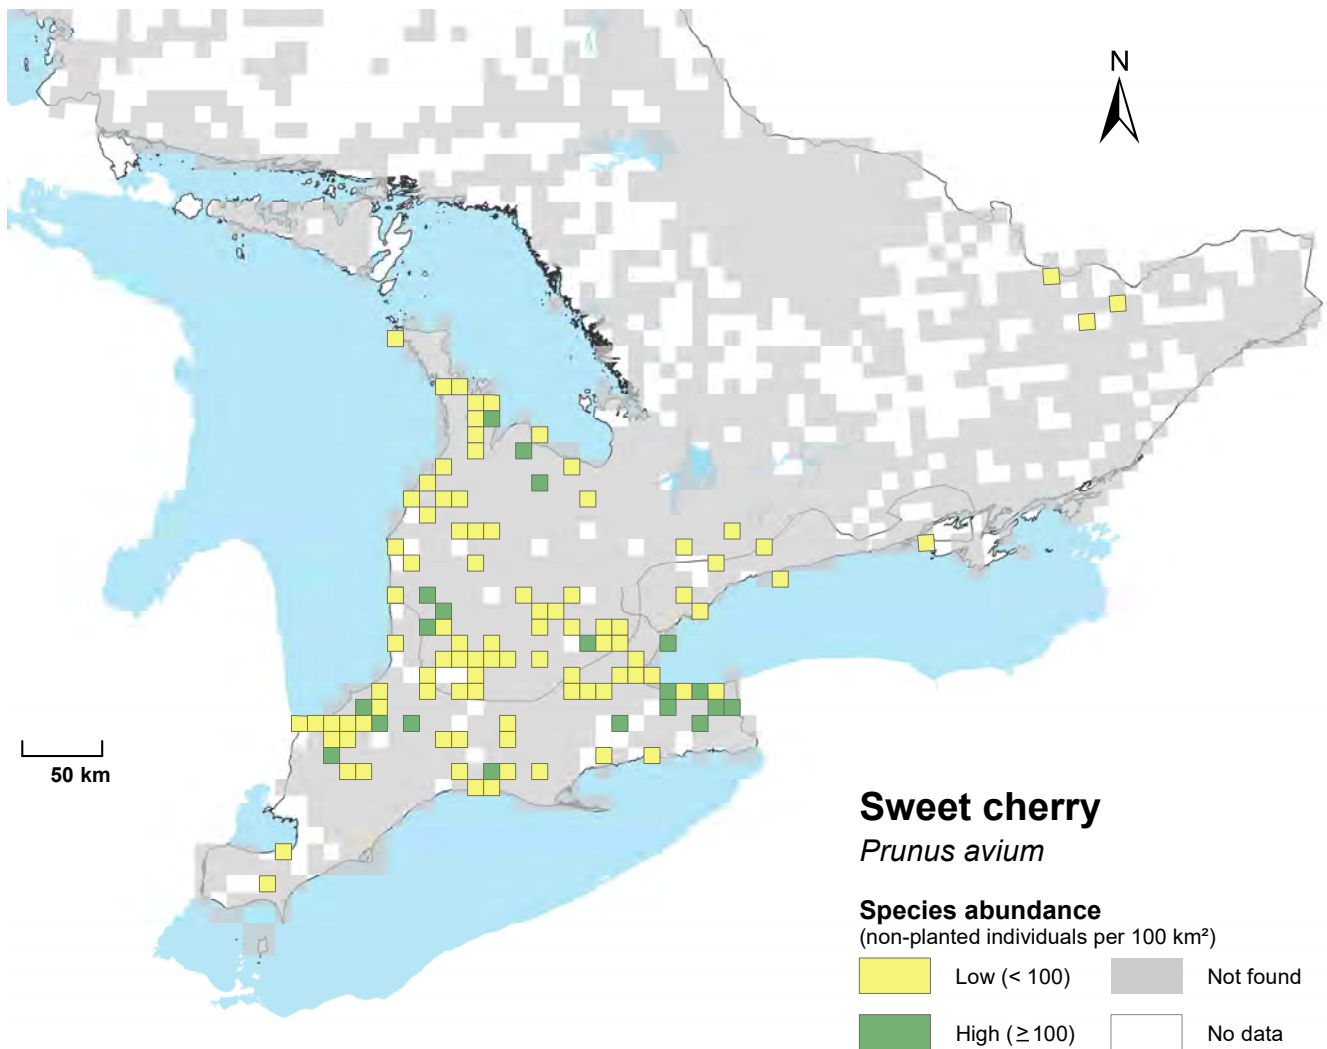 N
50 km
Sweet cherry
Prunus avium
Species abundance
(non-planted individuals per 100 km²)
Low (< 100)
Not found
High (≥100)
No data